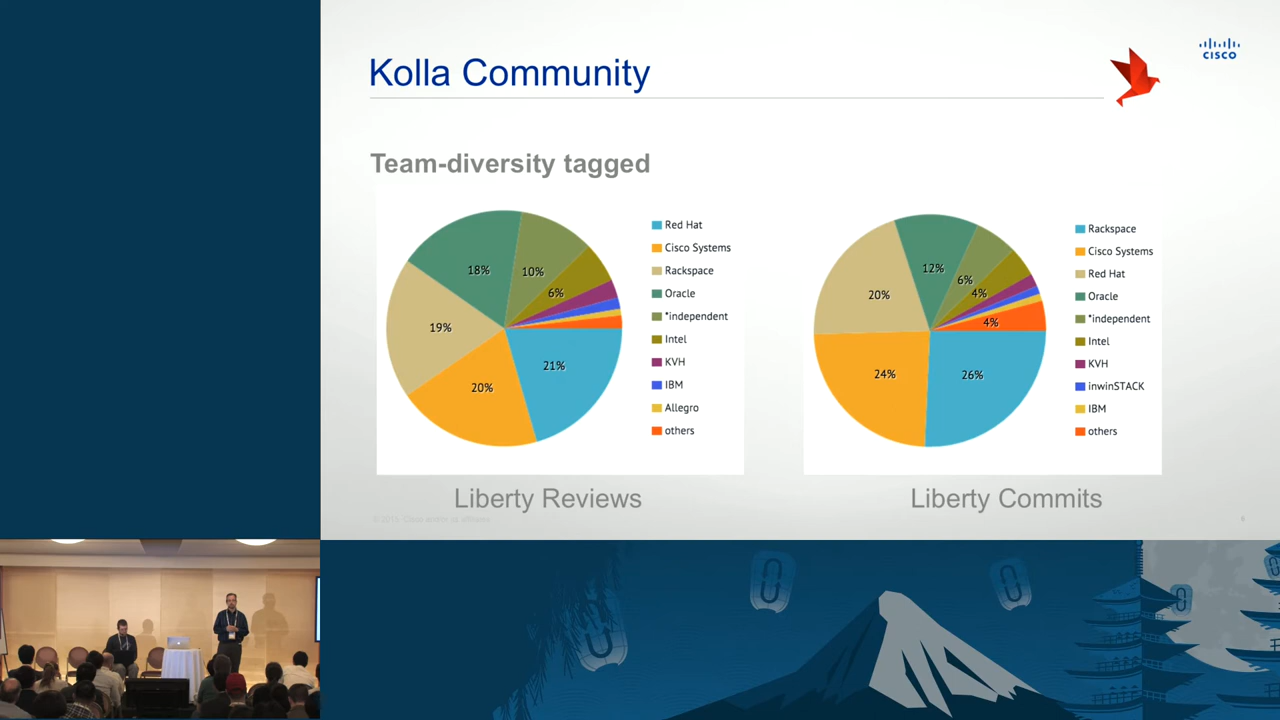 Kolla Community
CISCO
Team-diversity tagged
18%
10%
6%
19%
20%
21%
Red Hat
Cisco Systems
Rackspace
Oracle
*independent
Intel
KVH
IBM
Allegro
others
Liberty Reviews
12%
6%
4%
20%
4%
24%
26%
Rackspace
Cisco Systems
Red Hat
Oracle
*independent
Intel
KVH
inwinSTACK
IBM
others
Liberty Commits